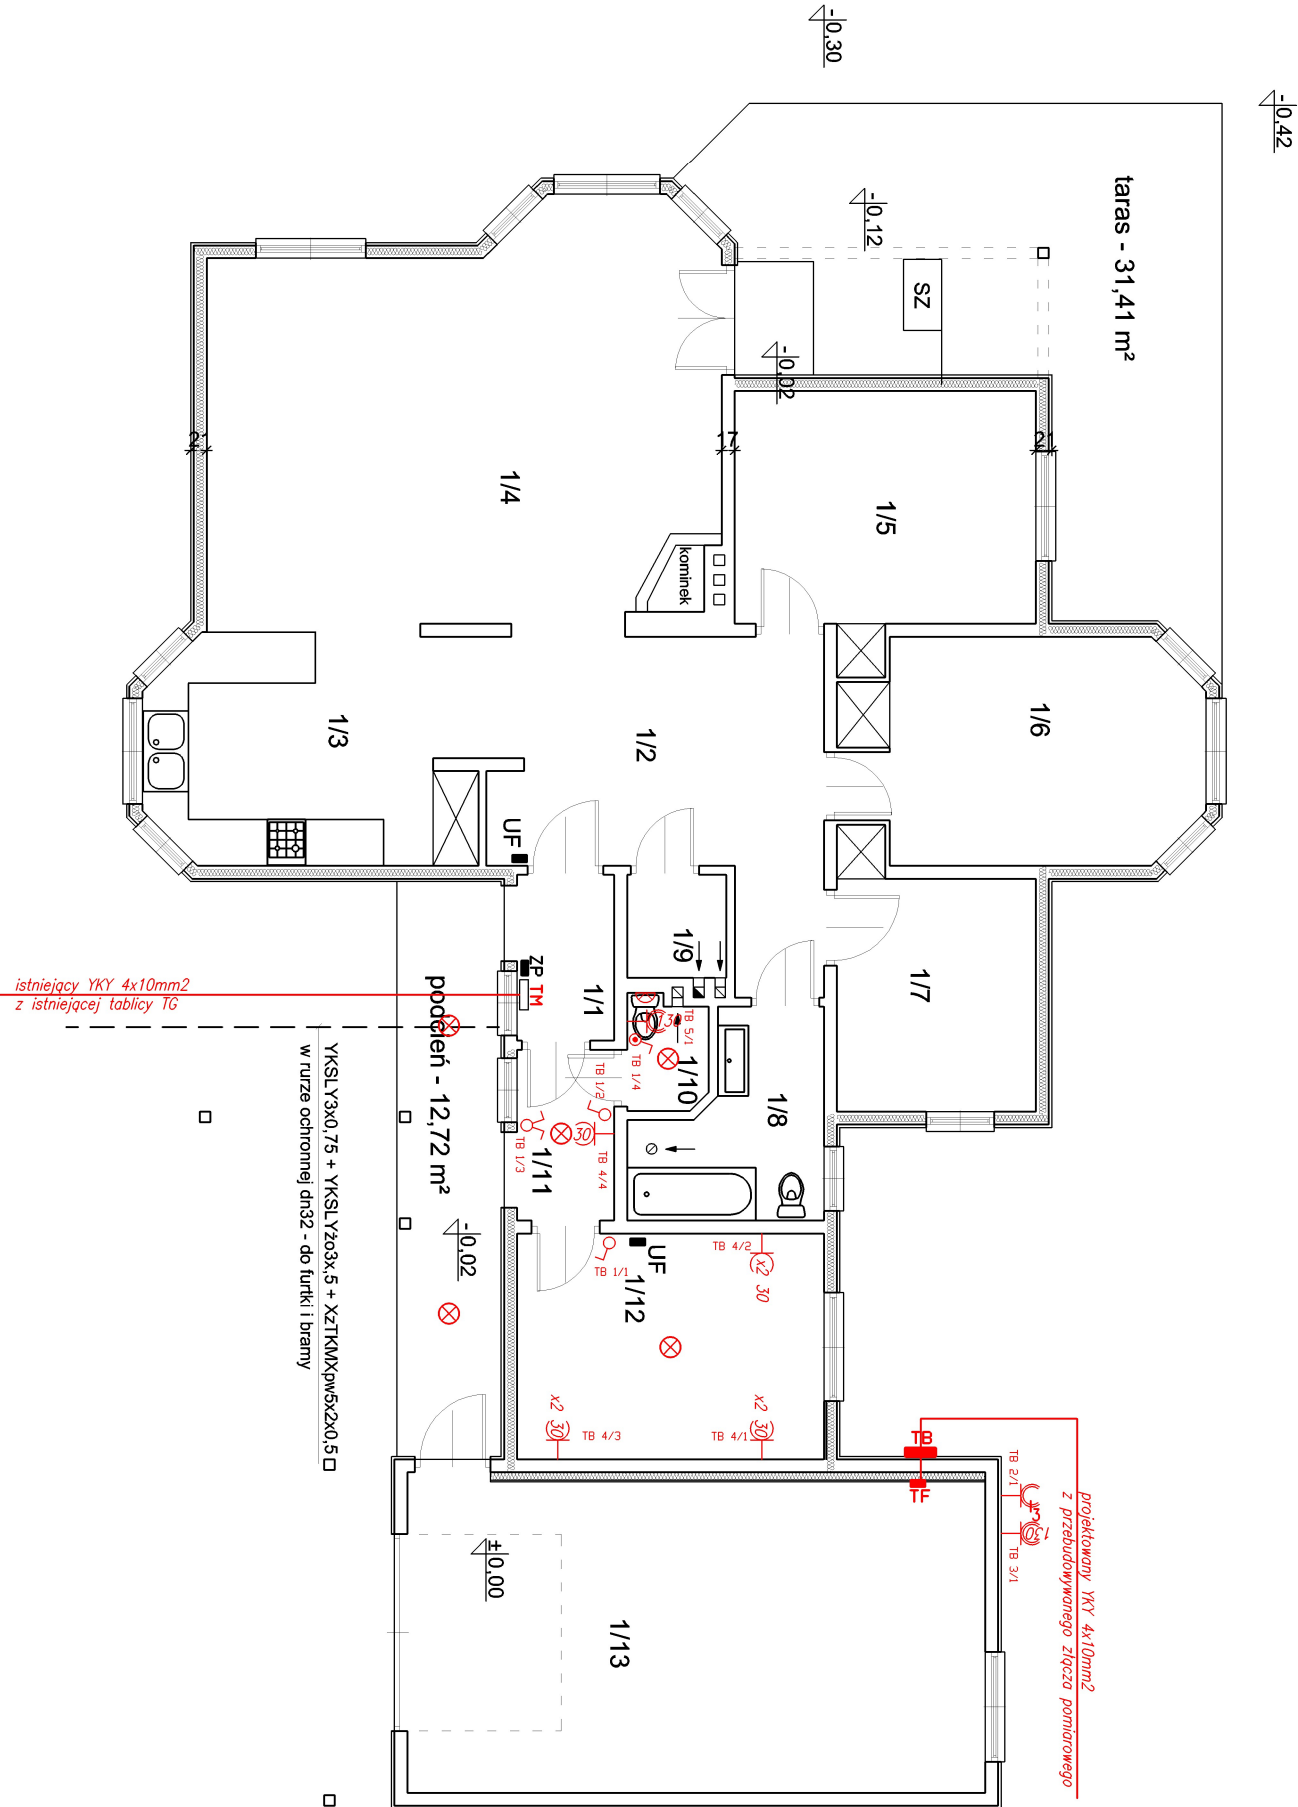 -0,30
-0,42
taras - 31,41 m²
-0,12
SZ
-0,02
21
17
21
1/4
1/5
kominek
1/6
1/3
1/2
UF
1/9
1/7
ZP
TM
1/1
istniejący YKY 4x10mm2
z istniejącej tablicy TG
podcień - 12,72 m²
130
TB 5/1
TB 1/4
TB 1/2
1/10
1/8
30
TB 1/3
TB 4/4
1/11
YKSLY3x0,75 + YKSLYżo3x,5 + XzTKMXpw5x2x0,5
w rurze ochronnej dn32 - do furtki i bramy
-0,02
UF
TB 4/2
TB 1/1
x2 30
1/12
x2 30
TB 4/3
x2 30
TB 4/1
TB
TF
TB 2/1
+3
130
TB 3/1
projektowany YKY 4x10mm2
z przebudowywanego złącza pomiarowego
±0,00
1/13